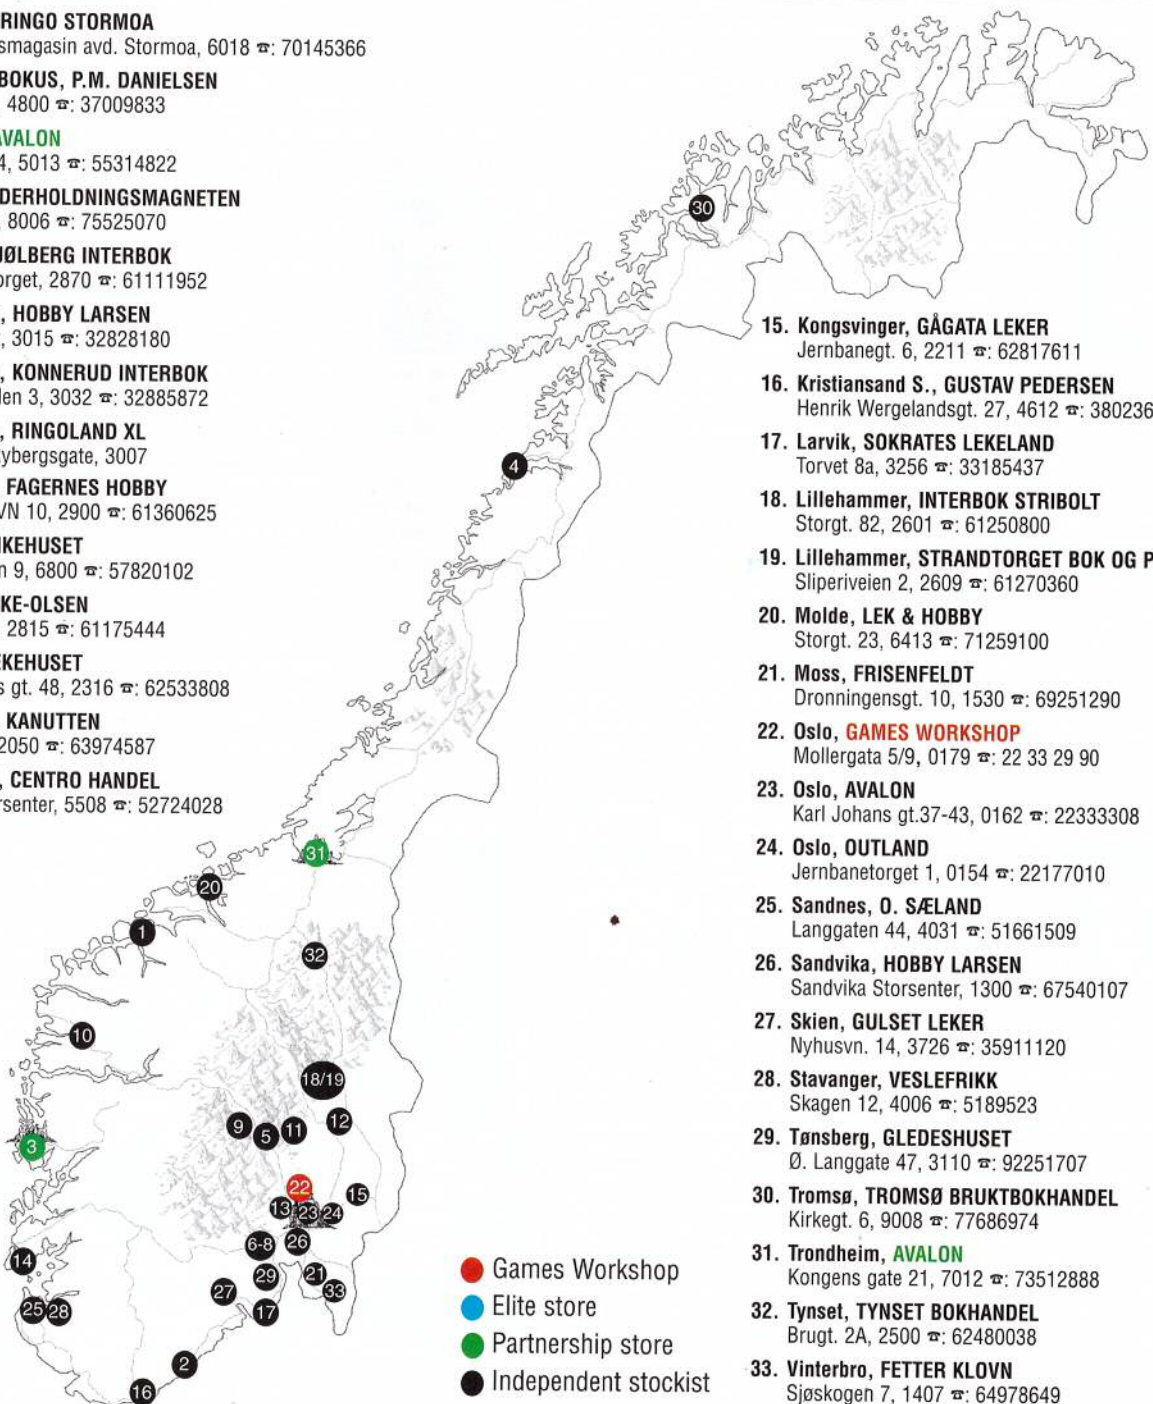 RINGO STORMOA
smagasin avd. Stormoa, 6018 ☎: 70145366
BOKUS, P.M. DANIELSEN
4800 ☎: 37009833
AVALON
4, 5013 ☎: 55314822
DERHOLDNINGSMAGNETEN
8006 ☎: 75525070
JØLBERG INTERBOK
orget, 2870 ☎: 61111952
, HOBBY LARSEN
, 3015 ☎: 32828180
, KONNERUD INTERBOK
len 3, 3032 ☎: 32885872
, RINGOLAND XL
ybergsgate, 3007
FAGERNES HOBBY
VN 10, 2900 ☎: 61360625
IKEHUSET
n 9, 6800 ☎: 57820102
KE-OLSEN
2815 ☎: 61175444
EKEHUSET
s gt. 48, 2316 ☎: 62533808
KANUTTEN
2050 ☎: 63974587
, CENTRO HANDEL
rsenter, 5508 ☎: 52724028
15. Kongsvinger, GÅGATA LEKER
Jernbanegt. 6, 2211 ☎: 62817611
16. Kristiansand S., GUSTAV PEDERSEN
Henrik Wergelandsgt. 27, 4612 ☎: 380236
17. Larvik, SOKRATES LEKELAND
Torvet 8a, 3256 ☎: 33185437
18. Lillehammer, INTERBOK STRIBOLT
Storgt. 82, 2601 ☎: 61250800
19. Lillehammer, STRANDTORGET BOK OG P
Sliperiveien 2, 2609 ☎: 61270360
20. Molde, LEK & HOBBY
Storgt. 23, 6413 ☎: 71259100
21. Moss, FRISENFELDT
Dronningensgt. 10, 1530 ☎: 69251290
22. Oslo, GAMES WORKSHOP
Mollergata 5/9, 0179 ☎: 22 33 29 90
23. Oslo, AVALON
Karl Johans gt.37-43, 0162 ☎: 22333308
24. Oslo, OUTLAND
Jernbanetorget 1, 0154 ☎: 22177010
25. Sandnes, O. SÆLAND
Langgaten 44, 4031 ☎: 51661509
26. Sandvika, HOBBY LARSEN
Sandvika Storsenter, 1300 ☎: 67540107
27. Skien, GULSET LEKER
Nyhusvn. 14, 3726 ☎: 35911120
28. Stavanger, VESLEFRIKK
Skagen 12, 4006 ☎: 5189523
29. Tønsberg, GLEDESHUSET
Ø. Langgate 47, 3110 ☎: 92251707
30. Tromsø, TROMSØ BRUKTBOKHANDEL
Kirkegt. 6, 9008 ☎: 77686974
31. Trondheim, AVALON
Kongens gate 21, 7012 ☎: 73512888
32. Tynset, TYNSET BOKHANDEL
Brugt. 2A, 2500 ☎: 62480038
33. Vinterbro, FETTER KLOVN
Sjøskogen 7, 1407 ☎: 64978649
30
4
31
20
1
32
10
18/19
9
5
11
12
3
22
15
13
23
24
6-8
26
14
29
21
27
33
25
28
17
2
16
Games Workshop
Elite store
Partnership store
Independent stockist